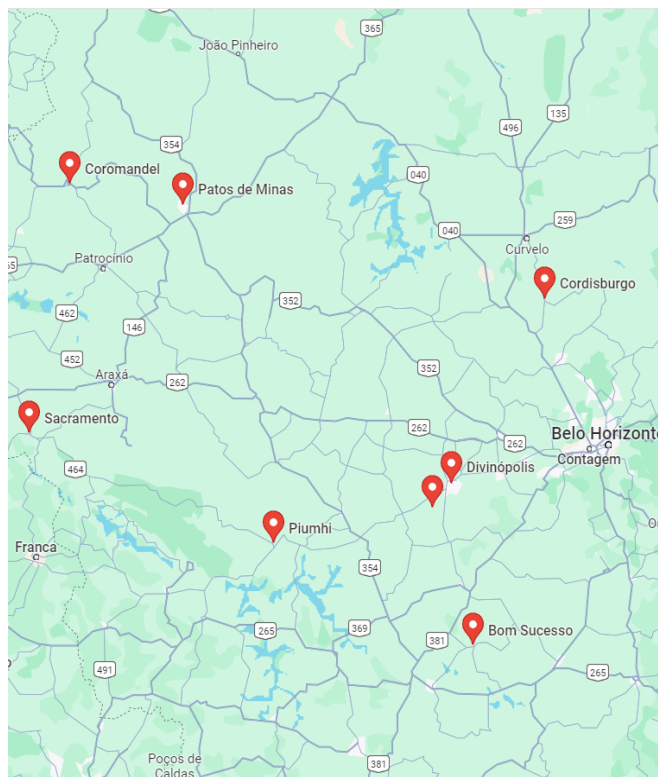 365
João Pinheiro
135
496
354
Coromandel
040
Patos de Minas
259
040
Curvelo
Patrocínio
Cordisburgo
352
462
146
452
352
Araxá
262
Sacramento
262
262
Belo Horizonte
Contagem
Divinópolis
464
Piumhi
Franca
354
369
265
Bom Sucesso
381
491
265
Poços de
Caldas
381